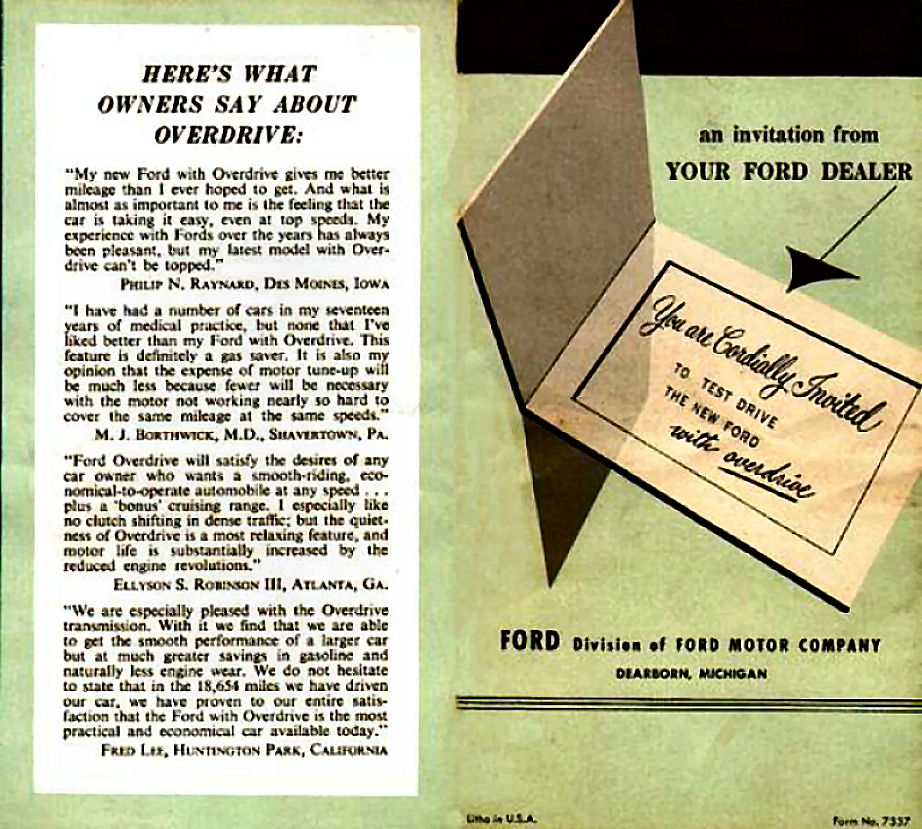 HERE'S WHAT
OWNERS SAY ABOUT
OVERDRIVE:
"My new Ford with Overdrive gives me better
mileage than I ever hoped to get. And what is
almost as important to me is the feeling that the
car is taking it easy, even at top speeds. My
experience with Fords over the years has always
been pleasant, but my latest model with Over-
drive can't be topped."
PHILIP N. RAYNARD, DES MOINES, IOWA
"I have had a number of cars in my seventeen
years of medical practice, but none that I've
liked better than my Ford with Overdrive. This
feature is definitely a gas saver. It is also my
opinion that the expense of motor tune-up will
be much less because fewer will be necessary
with the motor not working nearly so hard to
cover the same mileage at the same speeds."
M. J. BORTHWICK, M.D., SHAVERTOWN, PA.
"Ford Overdrive will satisfy the desires of any
car owner who wants a smooth-riding, eco-
nomical-to-operate automobile at any speed . . .
plus a 'bonus' cruising range. I especially like
no clutch shifting in dense traffic; but the quiet-
ness of Overdrive is a most relaxing feature, and
motor life is substantially increased by the
reduced engine revolutions."
ELLYSON S. ROBINSON III, ATLANTA, GA.
"We are especially pleased with the Overdrive
transmission. With it we find that we are able
to get the smooth performance of a larger car
but at much greater savings in gasoline and
naturally less engine wear. We do not hesitate
to state that in the 18,654 miles we have driven
our car, we have proven to our entire satis-
faction that the Ford with Overdrive is the most
practical and economical car available today."
FRED LEE, HUNTINGTON PARK, CALIFORNIA
an invitation from
YOUR FORD DEALER
You are Cordially Invited
TO TEST DRIVE
THE NEW FORD
with overdrive
FORD Division of FORD MOTOR COMPANY
DEARBORN, MICHIGAN
Litho in U.S.A.
Form No. 7337